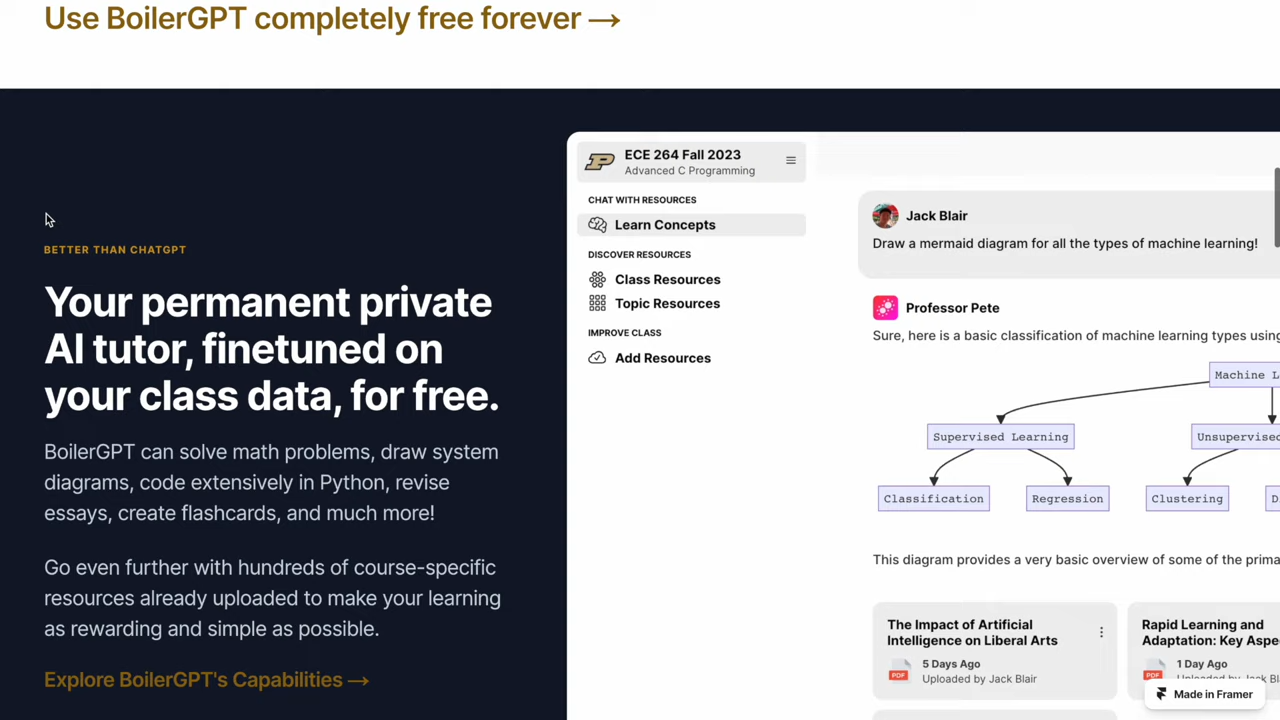 Use BoilerGPT completely free forever →
BETTER THAN CHATGPT
Your permanent private
AI tutor, finetuned on
your class data, for free.
BoilerGPT can solve math problems, draw system
diagrams, code extensively in Python, revise
essays, create flashcards, and much more!
Go even further with hundreds of course-specific
resources already uploaded to make your learning
as rewarding and simple as possible.
Explore BoilerGPT's Capabilities →
P
ECE 264 Fall 2023
Advanced C Programming
CHAT WITH RESOURCES
Learn Concepts
DISCOVER RESOURCES
Class Resources
Topic Resources
IMPROVE CLASS
Add Resources
Jack Blair
Draw a mermaid diagram for all the types of machine learning!
Professor Pete
Sure, here is a basic classification of machine learning types using
Machine L
Supervised Learning
Unsupervised
Classification
Regression
Clustering
D
This diagram provides a very basic overview of some of the prima
The Impact of Artificial
Intelligence on Liberal Arts
PDF
5 Days Ago
Uploaded by Jack Blair
Rapid Learning and
Adaptation: Key Aspe
PDF
1 Day Ago
Uploaded by Jack Bl
Made in Framer